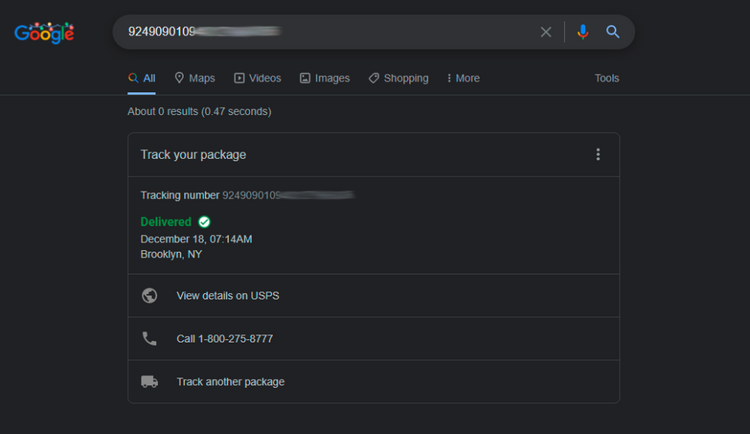 Google
9249090109
All Maps Videos Images Shopping More Tools
About 0 results (0.47 seconds)
Track your package
Tracking number 9249090109
Delivered
December 18, 07:14AM
Brooklyn, NY
View details on USPS
Call 1-800-275-8777
Track another package